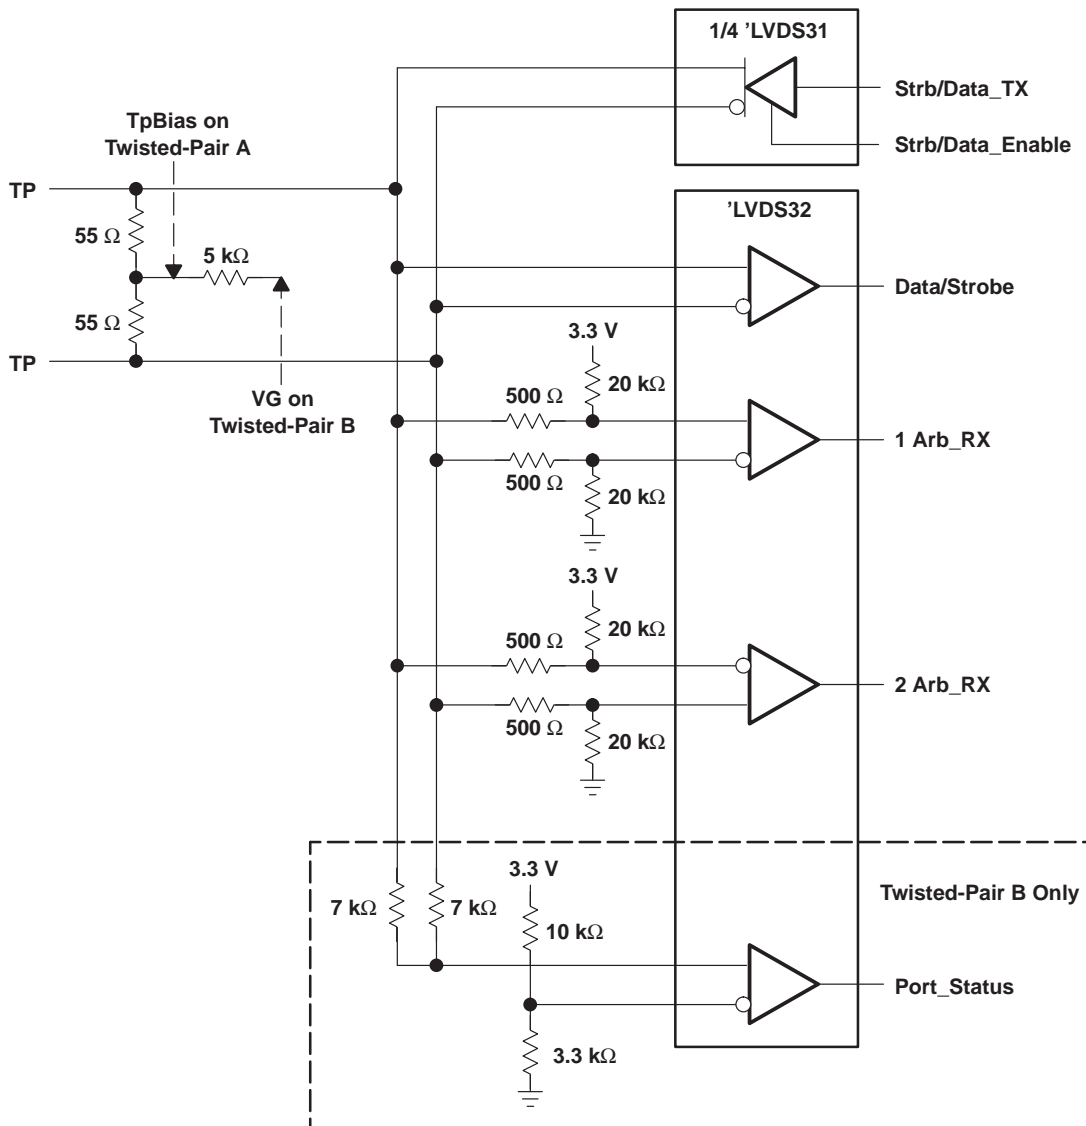 1/4 ’LVDS31
Strb/Data_TX
Strb/Data_Enable
TpBias on
Twisted-Pair A
TP
55 Ω
5 kΩ
55 Ω
TP
VG on
Twisted-Pair B
’LVDS32
Data/Strobe
3.3 V
20 kΩ
500 Ω
1 Arb_RX
500 Ω
20 kΩ
3.3 V
20 kΩ
500 Ω
2 Arb_RX
500 Ω
20 kΩ
3.3 V
Twisted-Pair B Only
7 kΩ
7 kΩ
10 kΩ
Port_Status
3.3 kΩ